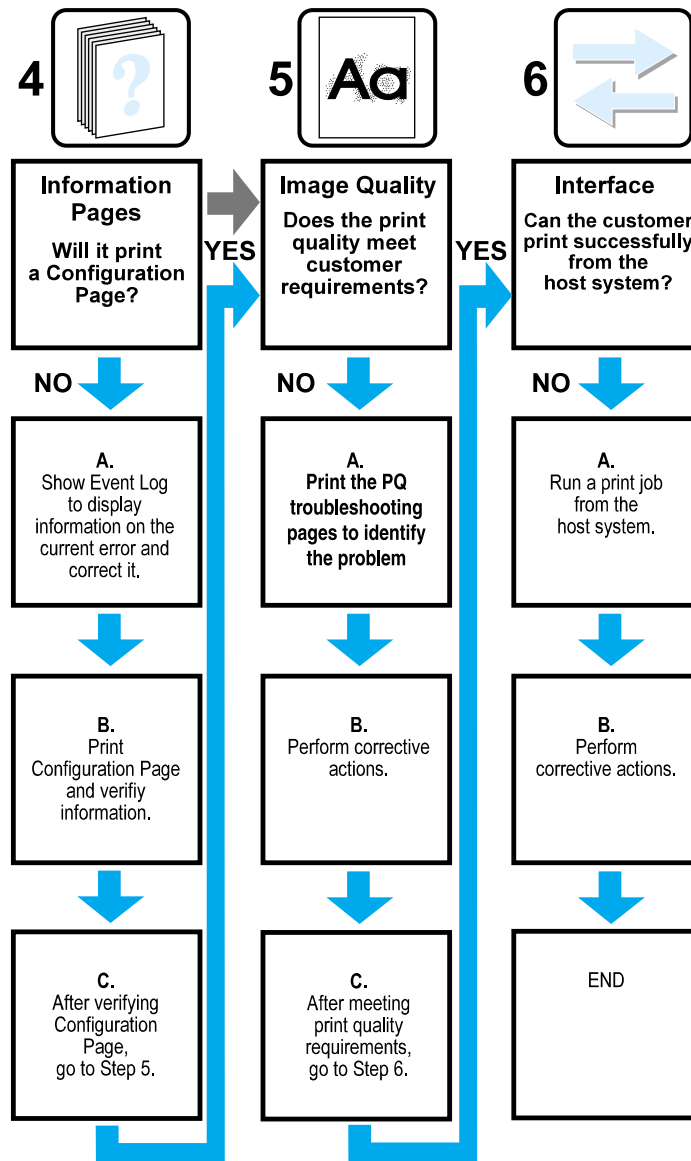 4
?
Information
Pages
Will it print
a Configuration
Page?
YES
NO
A.
Show Event Log
to display
information on the
current error and
correct it.
B.
Print
Configuration Page
and verifiy
information.
C.
After verifying
Configuration
Page,
go to Step 5.
5
Aa
Image Quality
Does the print
quality meet
customer
requirements?
YES
NO
A.
Print the PQ
troubleshooting
pages to identify
the problem
B.
Perform corrective
actions.
C.
After meeting
print quality
requirements,
go to Step 6.
6
Interface
Can the customer
print successfully
from the
host system?
NO
A.
Run a print job
from the
host system.
B.
Perform
corrective actions.
END